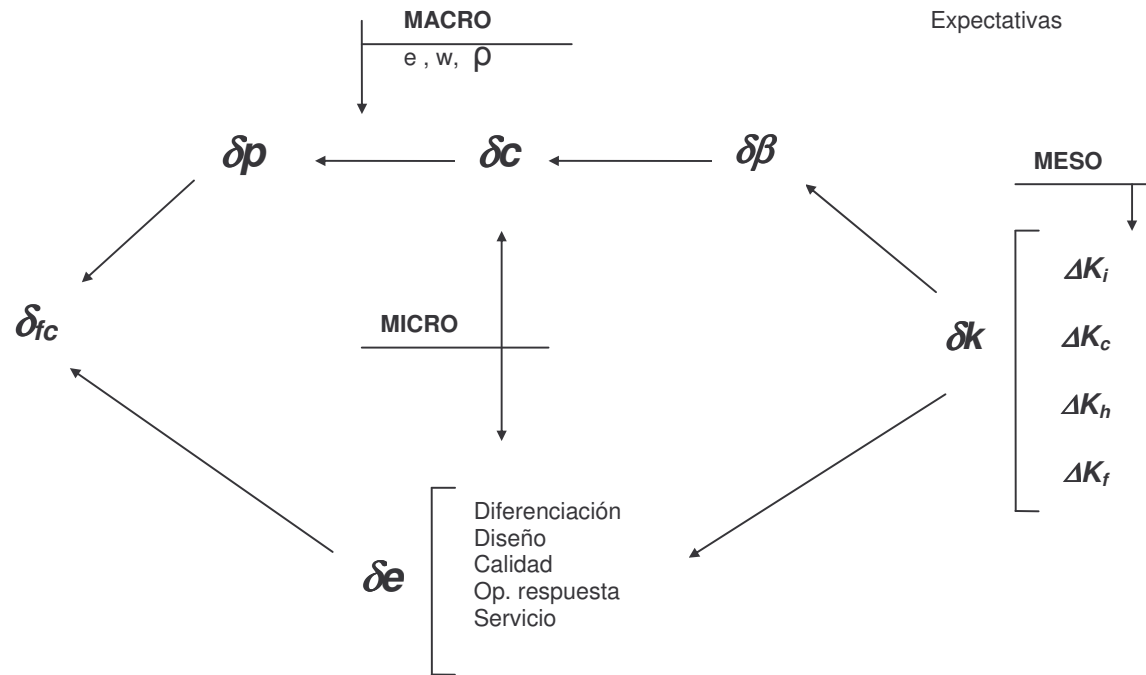 MACRO
Expectativas
e , w, ρ
δp
δc
δβ
MESO
ΔKi
δfc
MICRO
δk
ΔKc
ΔKh
ΔKf
δe
Diferenciación
Diseño
Calidad
Op. respuesta
Servicio